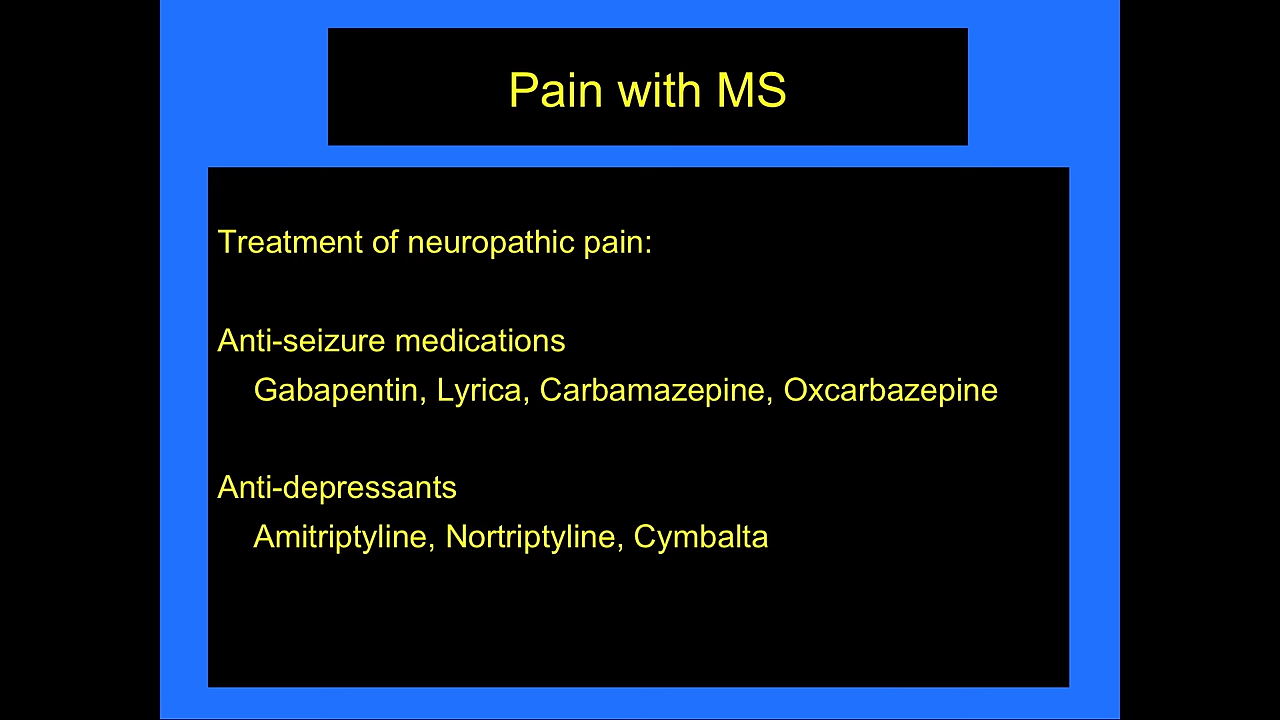 Pain with MS
Treatment of neuropathic pain:
Anti-seizure medications
Gabapentin, Lyrica, Carbamazepine, Oxcarbazepine
Anti-depressants
Amitriptyline, Nortriptyline, Cymbalta